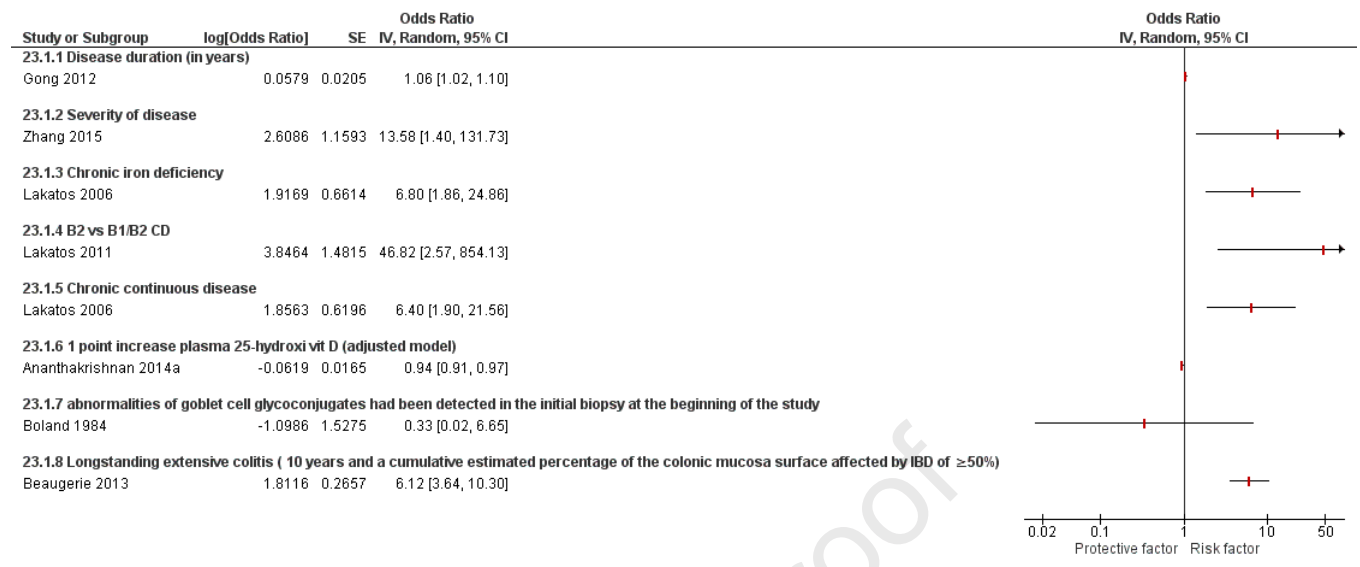 Odds Ratio Odds Ratio
Study or Subgroup log[Odds Ratio] SE IV, Random, 95% CI IV, Random, 95% CI
23.1.1 Disease duration (in years)
Gong 2012 0.0579 0.0205 1.06 [1.02, 1.10]
23.1.2 Severity of disease
Zhang 2015 2.6086 1.1593 13.58 [1.40, 131.73]
23.1.3 Chronic iron deficiency
Lakatos 2006 1.9169 0.6614 6.80 [1.86, 24.86]
23.1.4 B2 vs B1/B2 CD
Lakatos 2011 3.8464 1.4815 46.82 [2.57, 854.13]
23.1.5 Chronic continuous disease
Lakatos 2006 1.8563 0.6196 6.40 [1.90, 21.56]
23.1.6 1 point increase plasma 25-hydroxi vit D (adjusted model)
Ananthakrishnan 2014a -0.0619 0.0165 0.94 [0.91, 0.97]
23.1.7 abnormalities of goblet cell glycoconjugates had been detected in the initial biopsy at the beginning of the study
Boland 1984 -1.0986 1.5275 0.33 [0.02, 6.65]
23.1.8 Longstanding extensive colitis ( 10 years and a cumulative estimated percentage of the colonic mucosa surface affected by IBD of ≥50%)
Beaugerie 2013 1.8116 0.2657 6.12 [3.64, 10.30]
0.02 0.1 1 10 50
Protective factor Risk factor